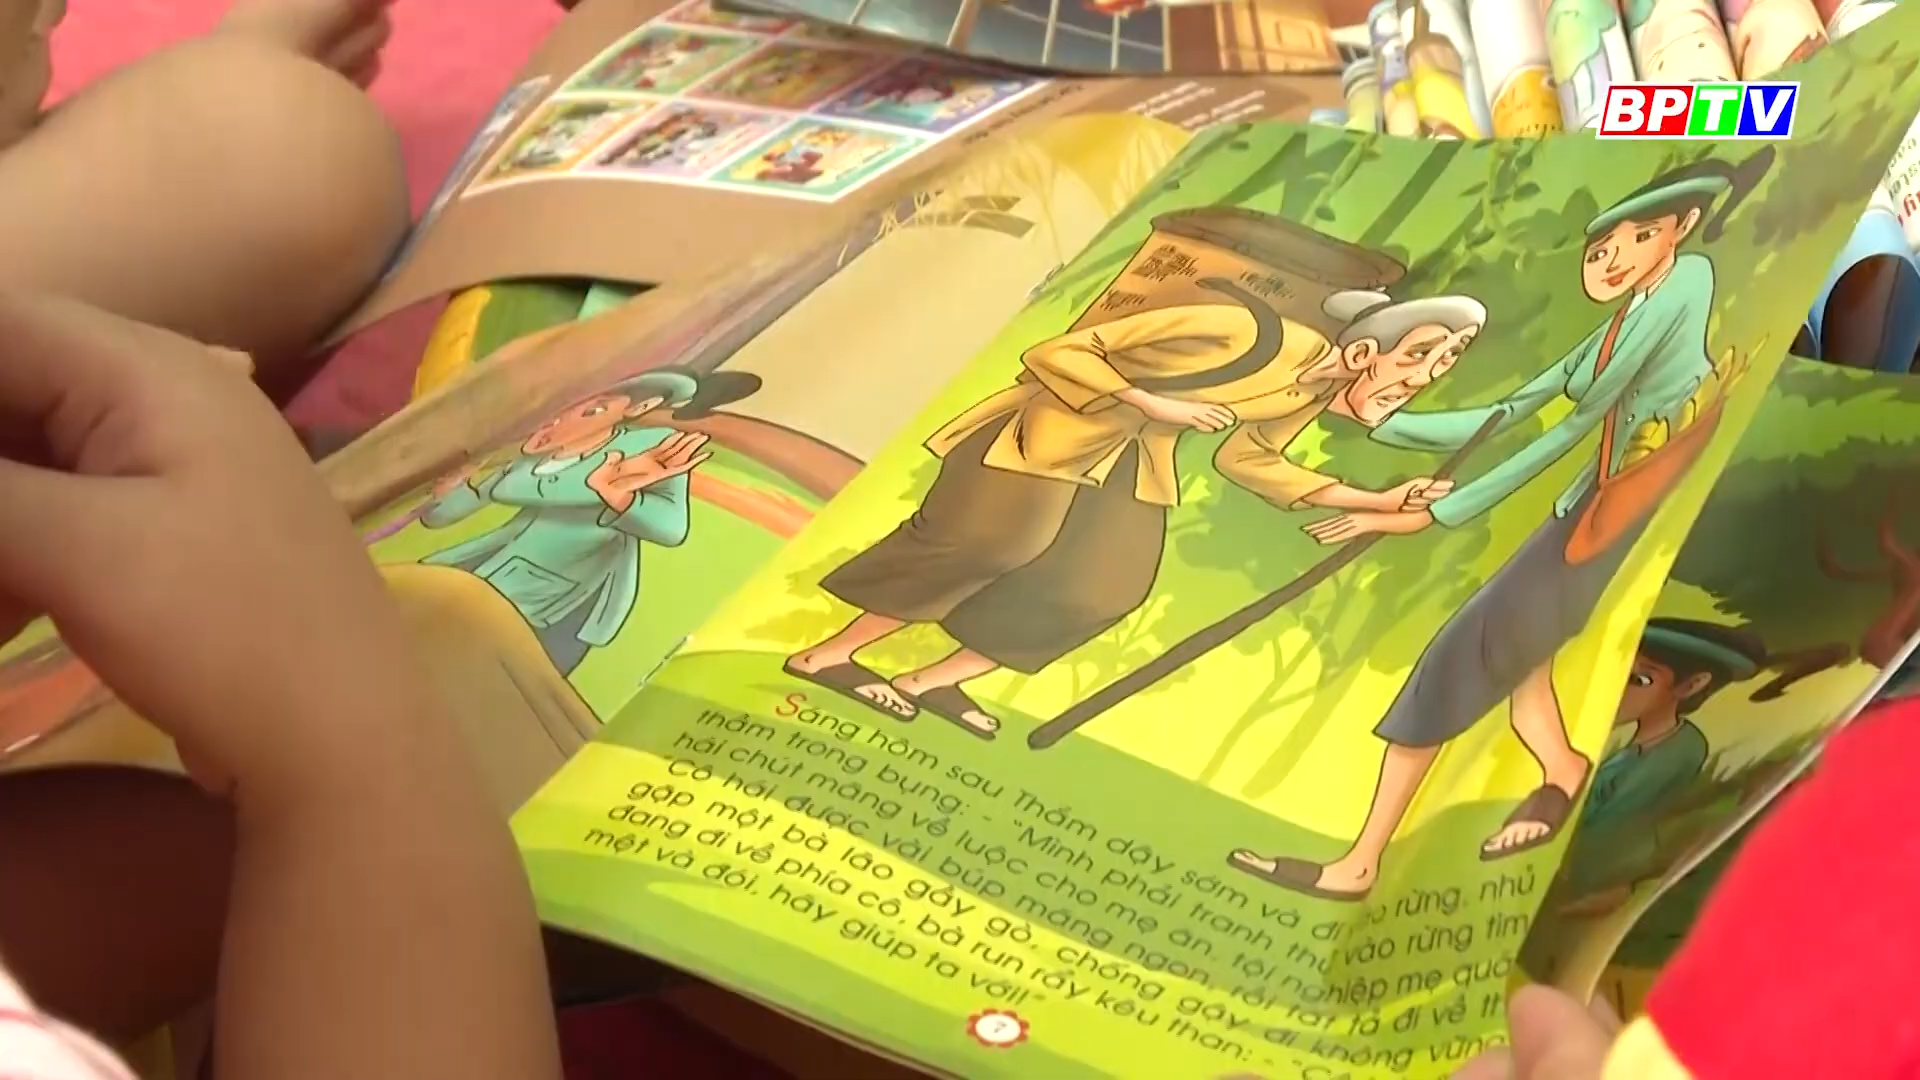 BPTV
Sáng hôm sau Thắm dậy sớm và đi vào rừng, nhủ
thầm trong bụng: - "Mình phải tranh thủ vào rừng tìm
hái chút măng về luộc cho mẹ ăn, tội nghiệp mẹ quá
"Cô hái được vài búp măng ngon, rồi tất tả đi về th
gặp một bà lão gầy gò, chống gậy đi không vững
đang đi về phía cô, bà run rẩy kêu than: - "C
mệt và đói, hãy giúp ta với!"
7